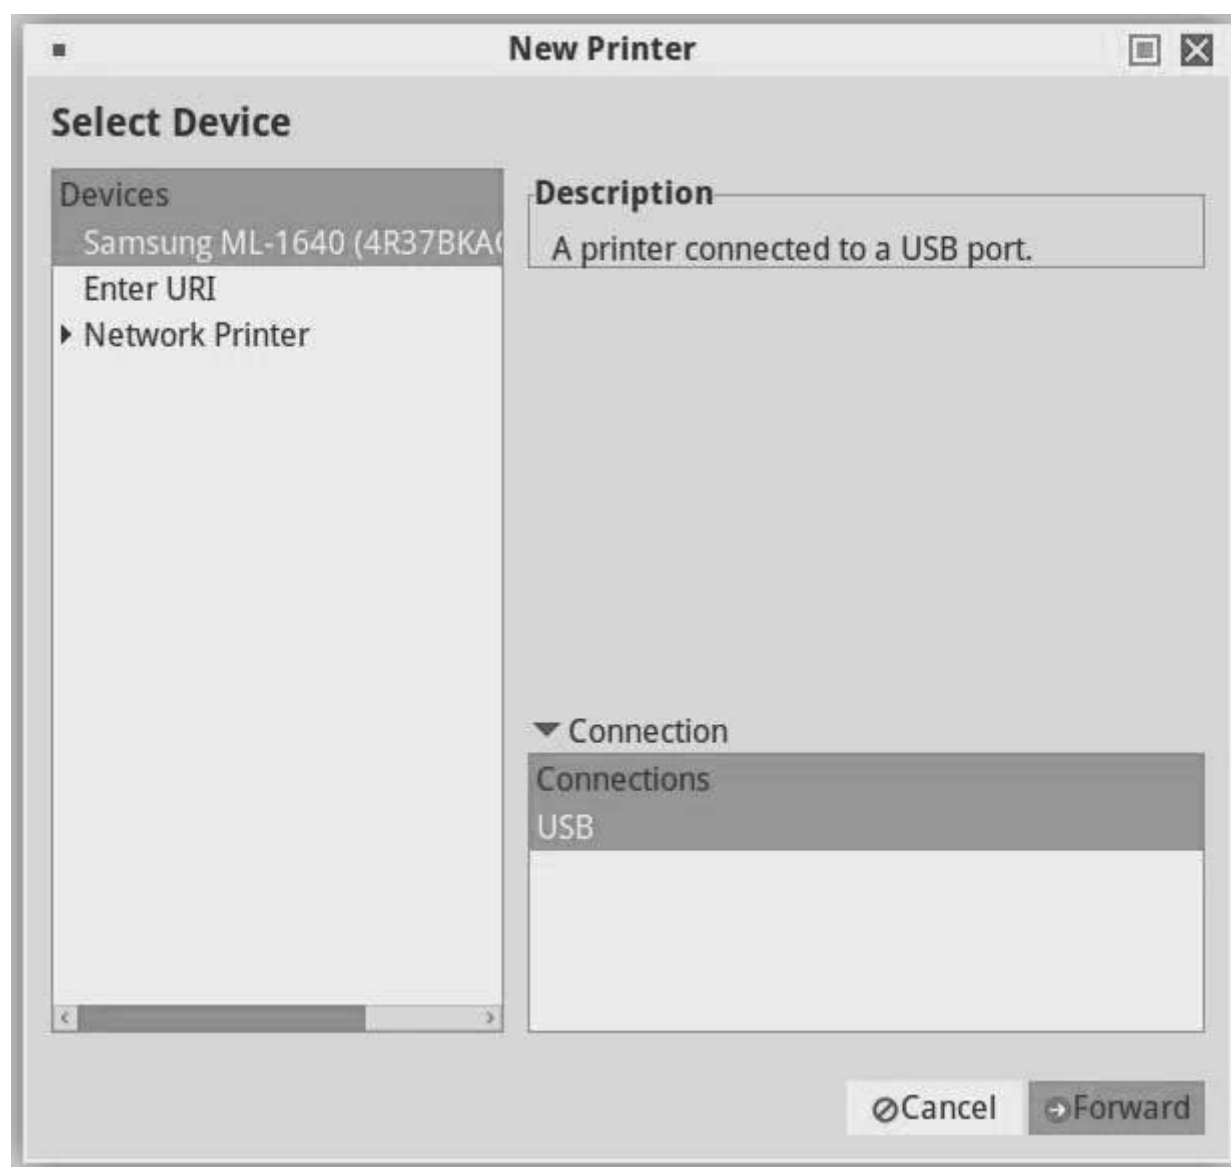 New Printer
Select Device
Devices
Samsung ML-1640 (4R37BKA
Enter URI
Network Printer
Description
A printer connected to a USB port.
Connection
Connections
USB
Cancel
Forward